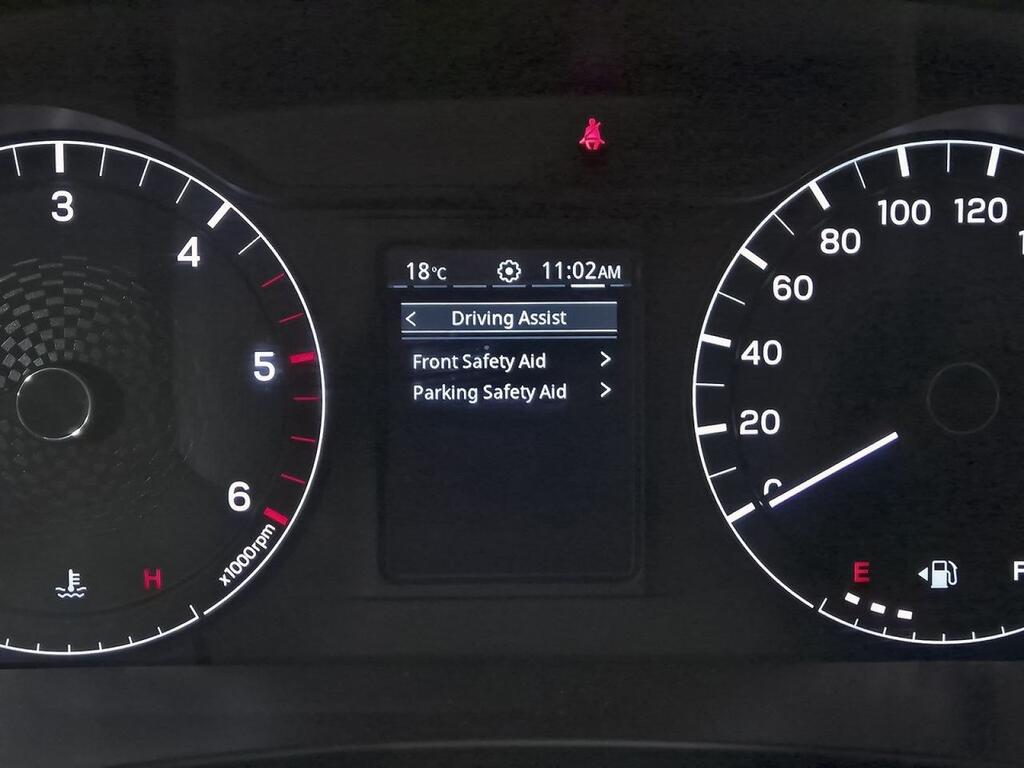 3
4
5
6
x1000rpm
H
18°C
11:02AM
< Driving Assist
Front Safety Aid >
Parking Safety Aid >
0
20
40
60
80
100
120
E
F